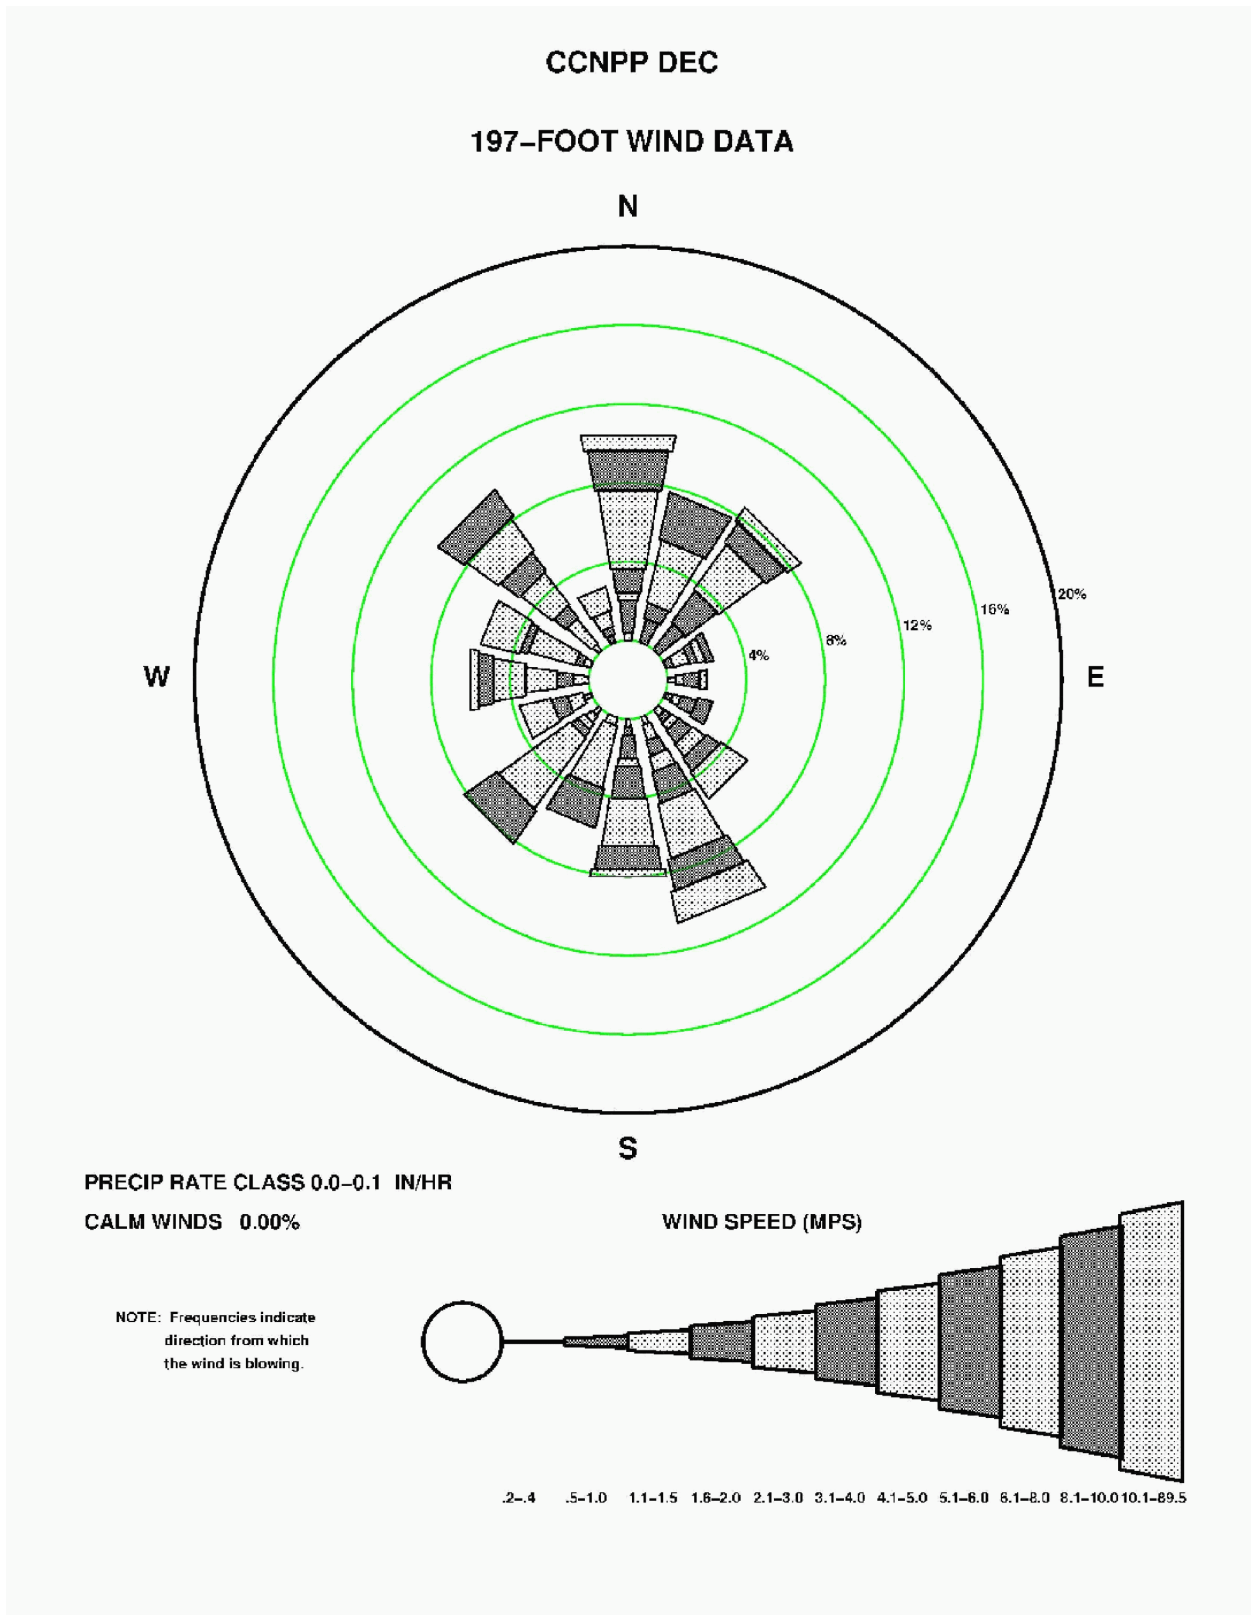 CCNPP DEC
197–FOOT WIND DATA
N
20%
16%
12%
8%
4%
W
E
S
PRECIP RATE CLASS 0.0–0.1 IN/HR
CALM WINDS 0.00%
WIND SPEED (MPS)
NOTE: Frequencies indicate
direction from which
the wind is blowing.
.2–.4 .5–1.0 1.1–1.5 1.6–2.0 2.1–3.0 3.1–4.0 4.1–5.0 5.1–6.0 6.1–8.0 8.1–10.0 10.1–89.5